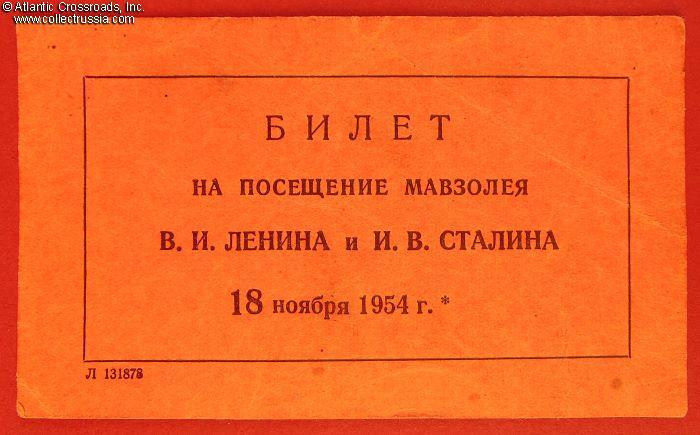 © Atlantic Crossroads, Inc.
www.collectrussia.com
БИЛЕТ
НА ПОСЕЩЕНИЕ МАВЗОЛЕЯ
В. И. ЛЕНИНА и И. В. СТАЛИНА
18 ноября 1954 г. *
Л 131878